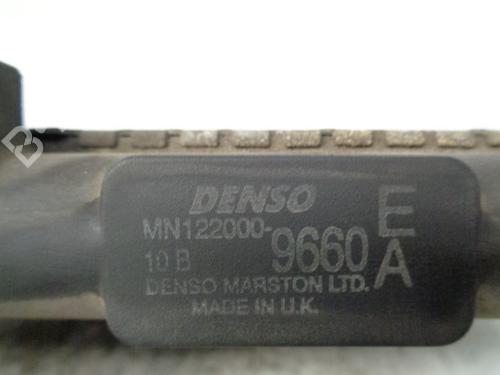 DENSO
MN122000-9660 E
10 B A
DENSO MARSTON LTD.
MADE IN U.K.